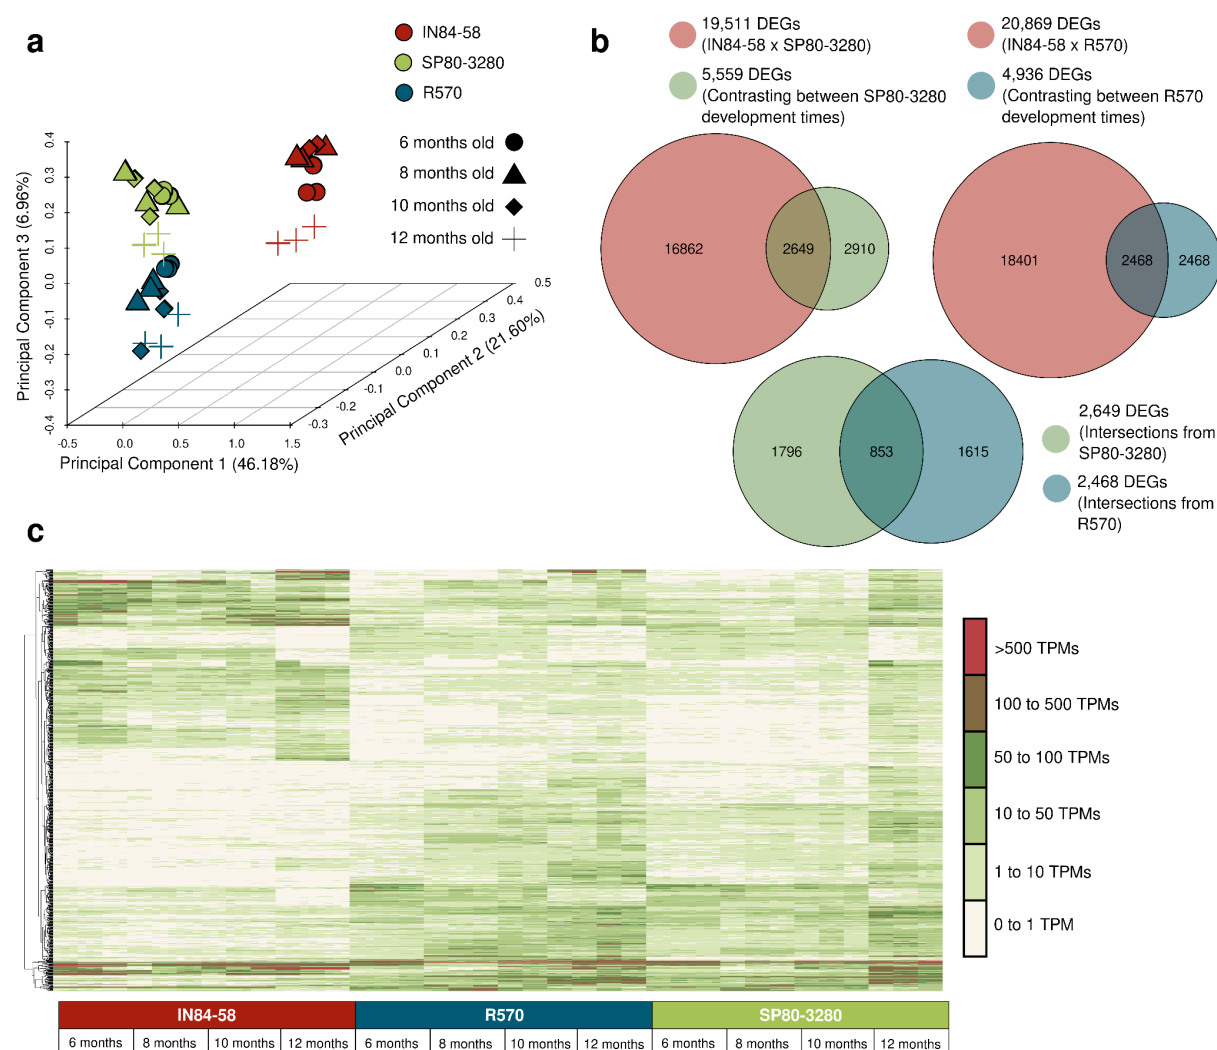 a
IN84-58
SP80-3280
R570
6 months old
8 months old
10 months old
12 months old
Principal Component 3 (6.96%)
0.4
0.3
0.2
0.1
0.0
-0.1
-0.2
-0.3
-0.4
-0.5
0.0
0.5
1.0
1.5
Principal Component 1 (46.18%)
0.5
0.4
0.3
0.2
0.1
0.0
-0.1
-0.2
-0.3
Principal Component 2 (21.60%)
b
19,511 DEGs
(IN84-58 x SP80-3280)
5,559 DEGs
(Contrasting between SP80-3280
development times)
20,869 DEGs
(IN84-58 x R570)
4,936 DEGs
(Contrasting between R570
development times)
16862
2649
2910
18401
2468
2468
1796
853
1615
2,649 DEGs
(Intersections from
SP80-3280)
2,468 DEGs
(Intersections from
R570)
c
>500 TPMs
100 to 500 TPMs
50 to 100 TPMs
10 to 50 TPMs
1 to 10 TPMs
0 to 1 TPM
IN84-58 R570 SP80-3280
6 months 8 months 10 months 12 months 6 months 8 months 10 months 12 months 6 months 8 months 10 months 12 months